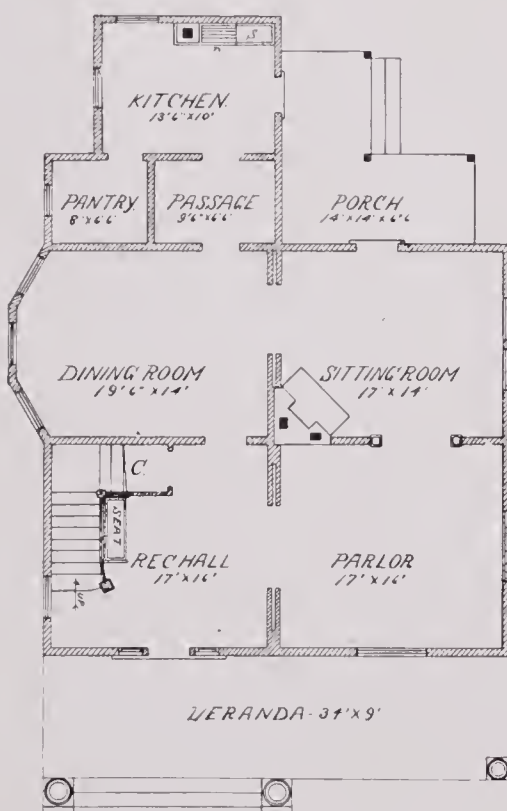 S
KITCHEN.
13'6"X10'
PANTRY.
8'X6'6
PASSAGE
9'6"X6'6
PORCH
14'X14'X6'6
DINING ROOM
19'6"X14'
SITTING ROOM
17'X14'
C.
SEAT
UP
REC HALL
17'X16'
PARLOR
17'X16'
VERANDA-34'X9'